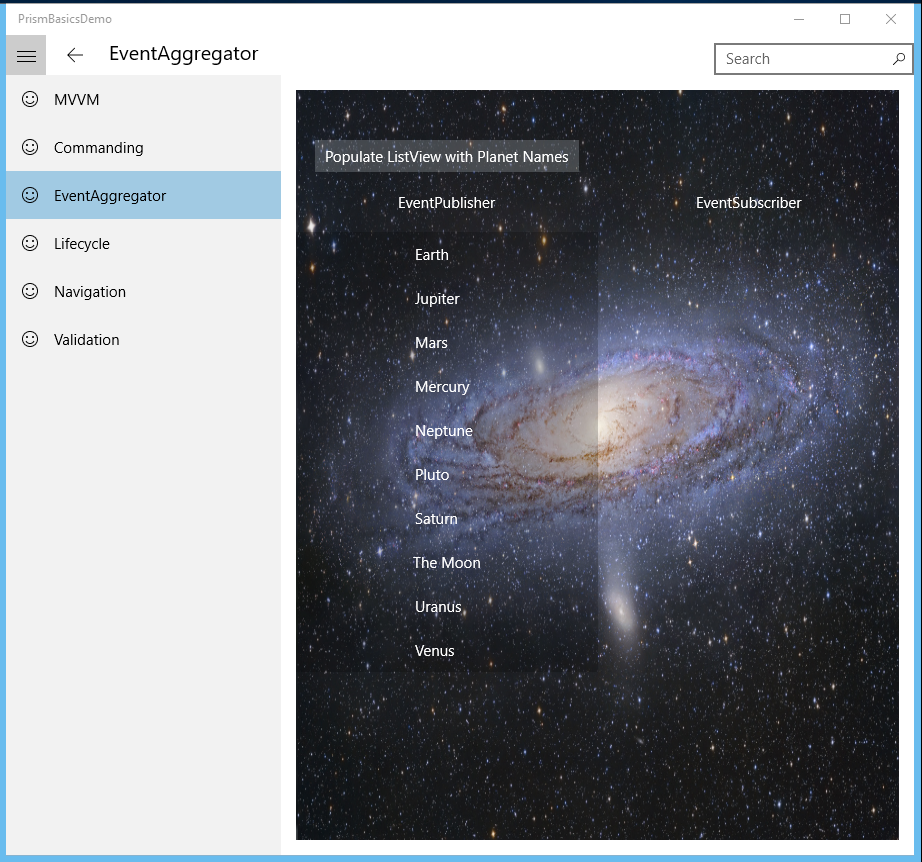 PrismBasicsDemo
EventAggregator
Search
MVVM
Commanding
EventAggregator
Lifecycle
Navigation
Validation
Populate ListView with Planet Names
EventPublisher
EventSubscriber
Earth
Jupiter
Mars
Mercury
Neptune
Pluto
Saturn
The Moon
Uranus
Venus